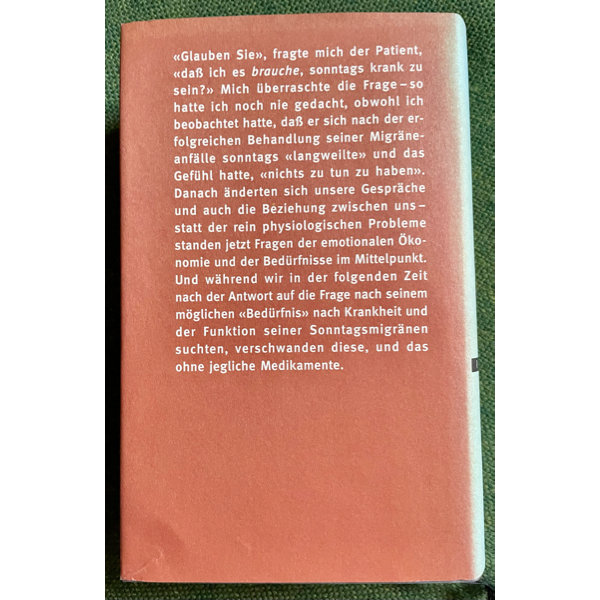 «Glauben Sie», fragte mich der Patient,
«daß ich es brauche, sonntags krank zu
sein?» Mich überraschte die Frage – so
hatte ich noch nie gedacht, obwohl ich
beobachtet hatte, daß er sich nach der er-
folgreichen Behandlung seiner Migräne-
anfälle sonntags «langweilte» und das
Gefühl hatte, «nichts zu tun zu haben».
Danach änderten sich unsere Gespräche
und auch die Beziehung zwischen uns –
statt der rein physiologischen Probleme
standen jetzt Fragen der emotionalen Öko-
nomie und der Bedürfnisse im Mittelpunkt.
Und während wir in der folgenden Zeit
nach der Antwort auf die Frage nach seinem
möglichen «Bedürfnis» nach Krankheit und
der Funktion seiner Sonntagsmigränen
suchten, verschwanden diese, und das
ohne jegliche Medikamente.